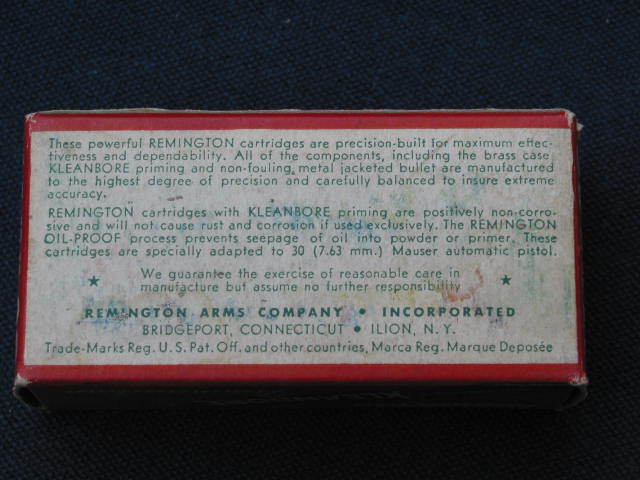 These powerful REMINGTON cartridges are precision-built for maximum effec-
tiveness and dependability. All of the components, including the brass case
KLEANBORE priming and non-fouling, metal jacketed bullet are manufactured
to the highest degree of precision and carefully balanced to insure extreme
accuracy.
REMINGTON cartridges with KLEANBORE priming are positively non-corro-
sive and will not cause rust and corrosion if used exclusively. The REMINGTON
OIL-PROOF process prevents seepage of oil into powder or primer. These
cartridges are specially adapted to 30 (7.63 mm.) Mauser automatic pistol.
★ We guarantee the exercise of reasonable care in ★
manufacture but assume no further responsibility
REMINGTON ARMS COMPANY • INCORPORATED
BRIDGEPORT, CONNECTICUT • ILION, N.Y.
Trade-Marks Reg. U.S. Pat. Off. and other countries, Marca Reg. Marque Deposée